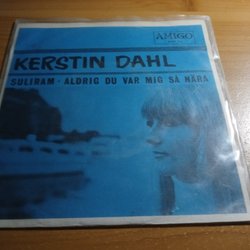 AMIGO
KERSTIN DAHL
SULIRAM · ALDRIG DU VAR MIG SÅ NÄRA